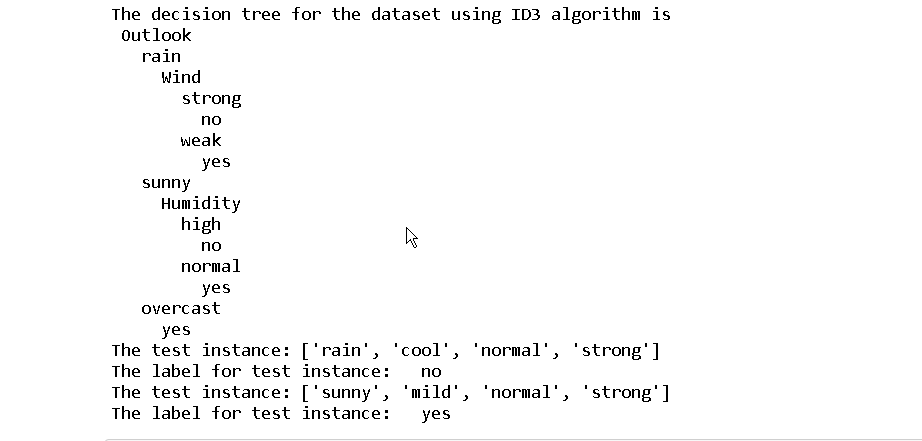 The decision tree for the dataset using ID3 algorithm is
Outlook
rain
Wind
strong
no
weak
yes
sunny
Humidity
high
no
normal
yes
overcast
yes
The test instance: ['rain', 'cool', 'normal', 'strong']
The label for test instance: no
The test instance: ['sunny', 'mild', 'normal', 'strong']
The label for test instance: yes